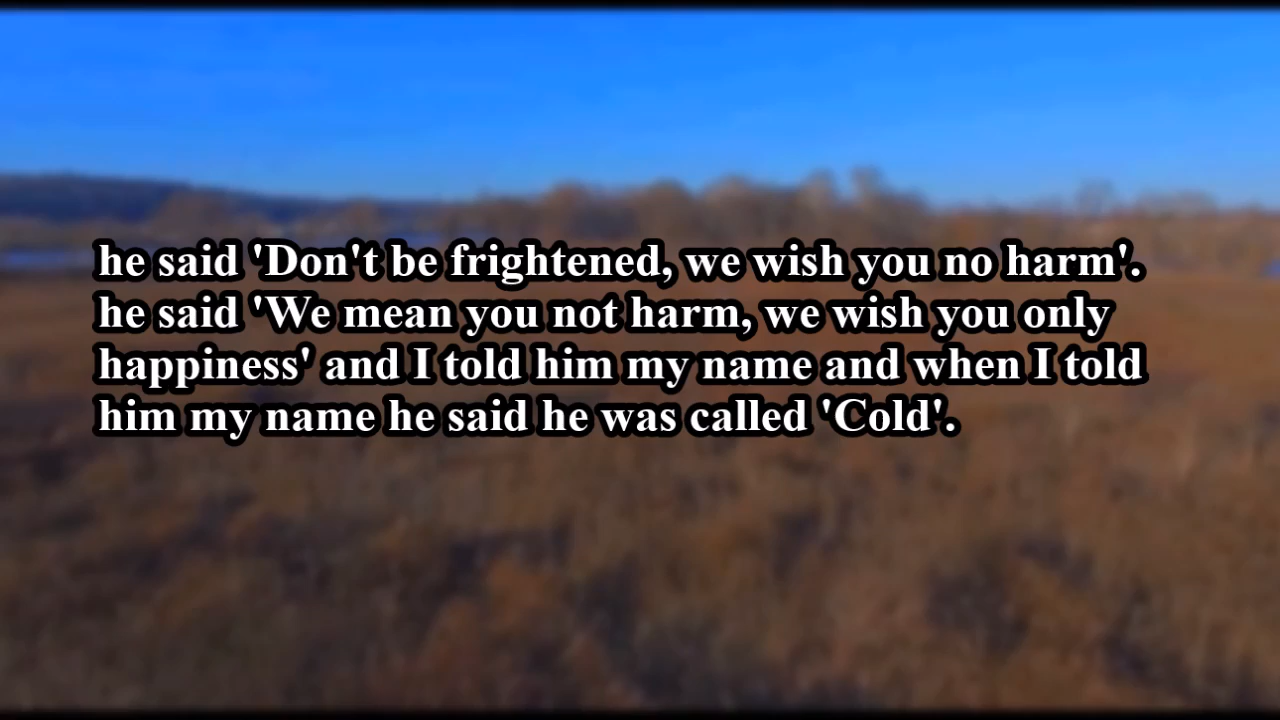 he said 'Don't be frightened, we wish you no harm'.
he said 'We mean you not harm, we wish you only
happiness' and I told him my name and when I told
him my name he said he was called 'Cold'.